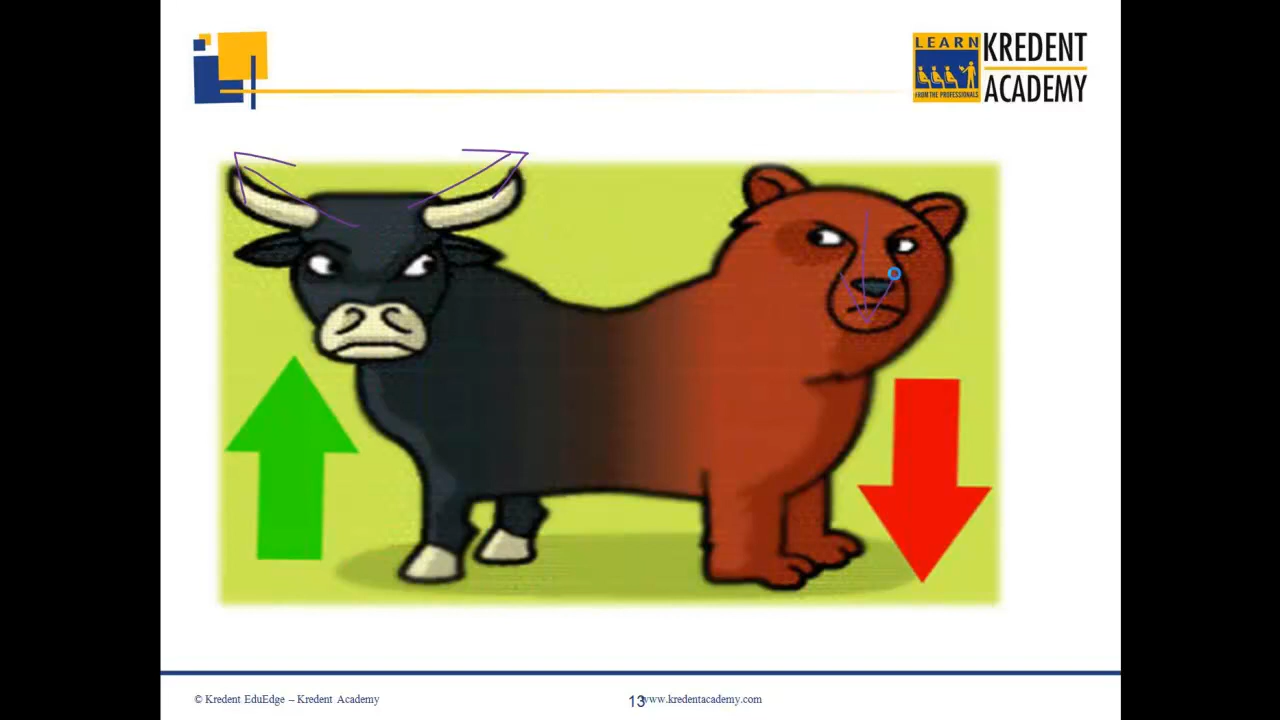 LEARN
FROM THE PROFESSIONALS
KREDENT
ACADEMY
© Kredent EduEdge – Kredent Academy
13
www.kredentacademy.com